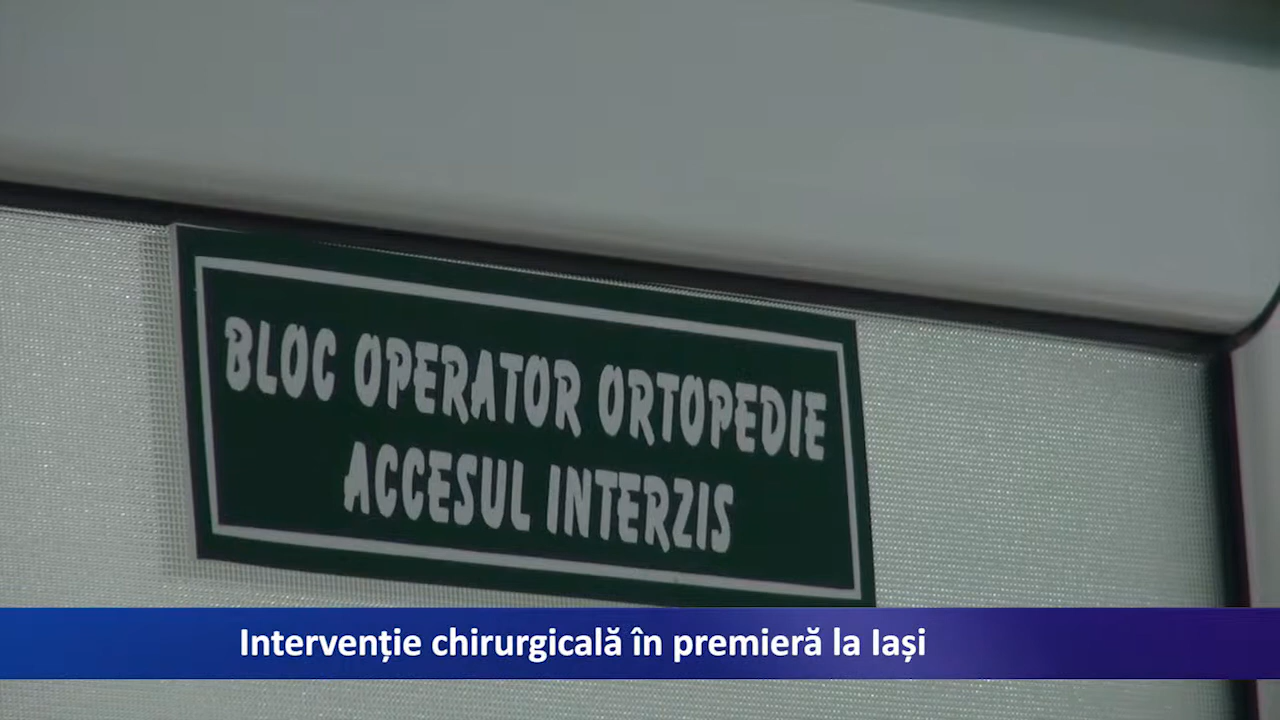 BLOC OPERATOR ORTOPEDIE
ACCESUL INTERZIS
Intervenție chirurgicală în premieră la Iași